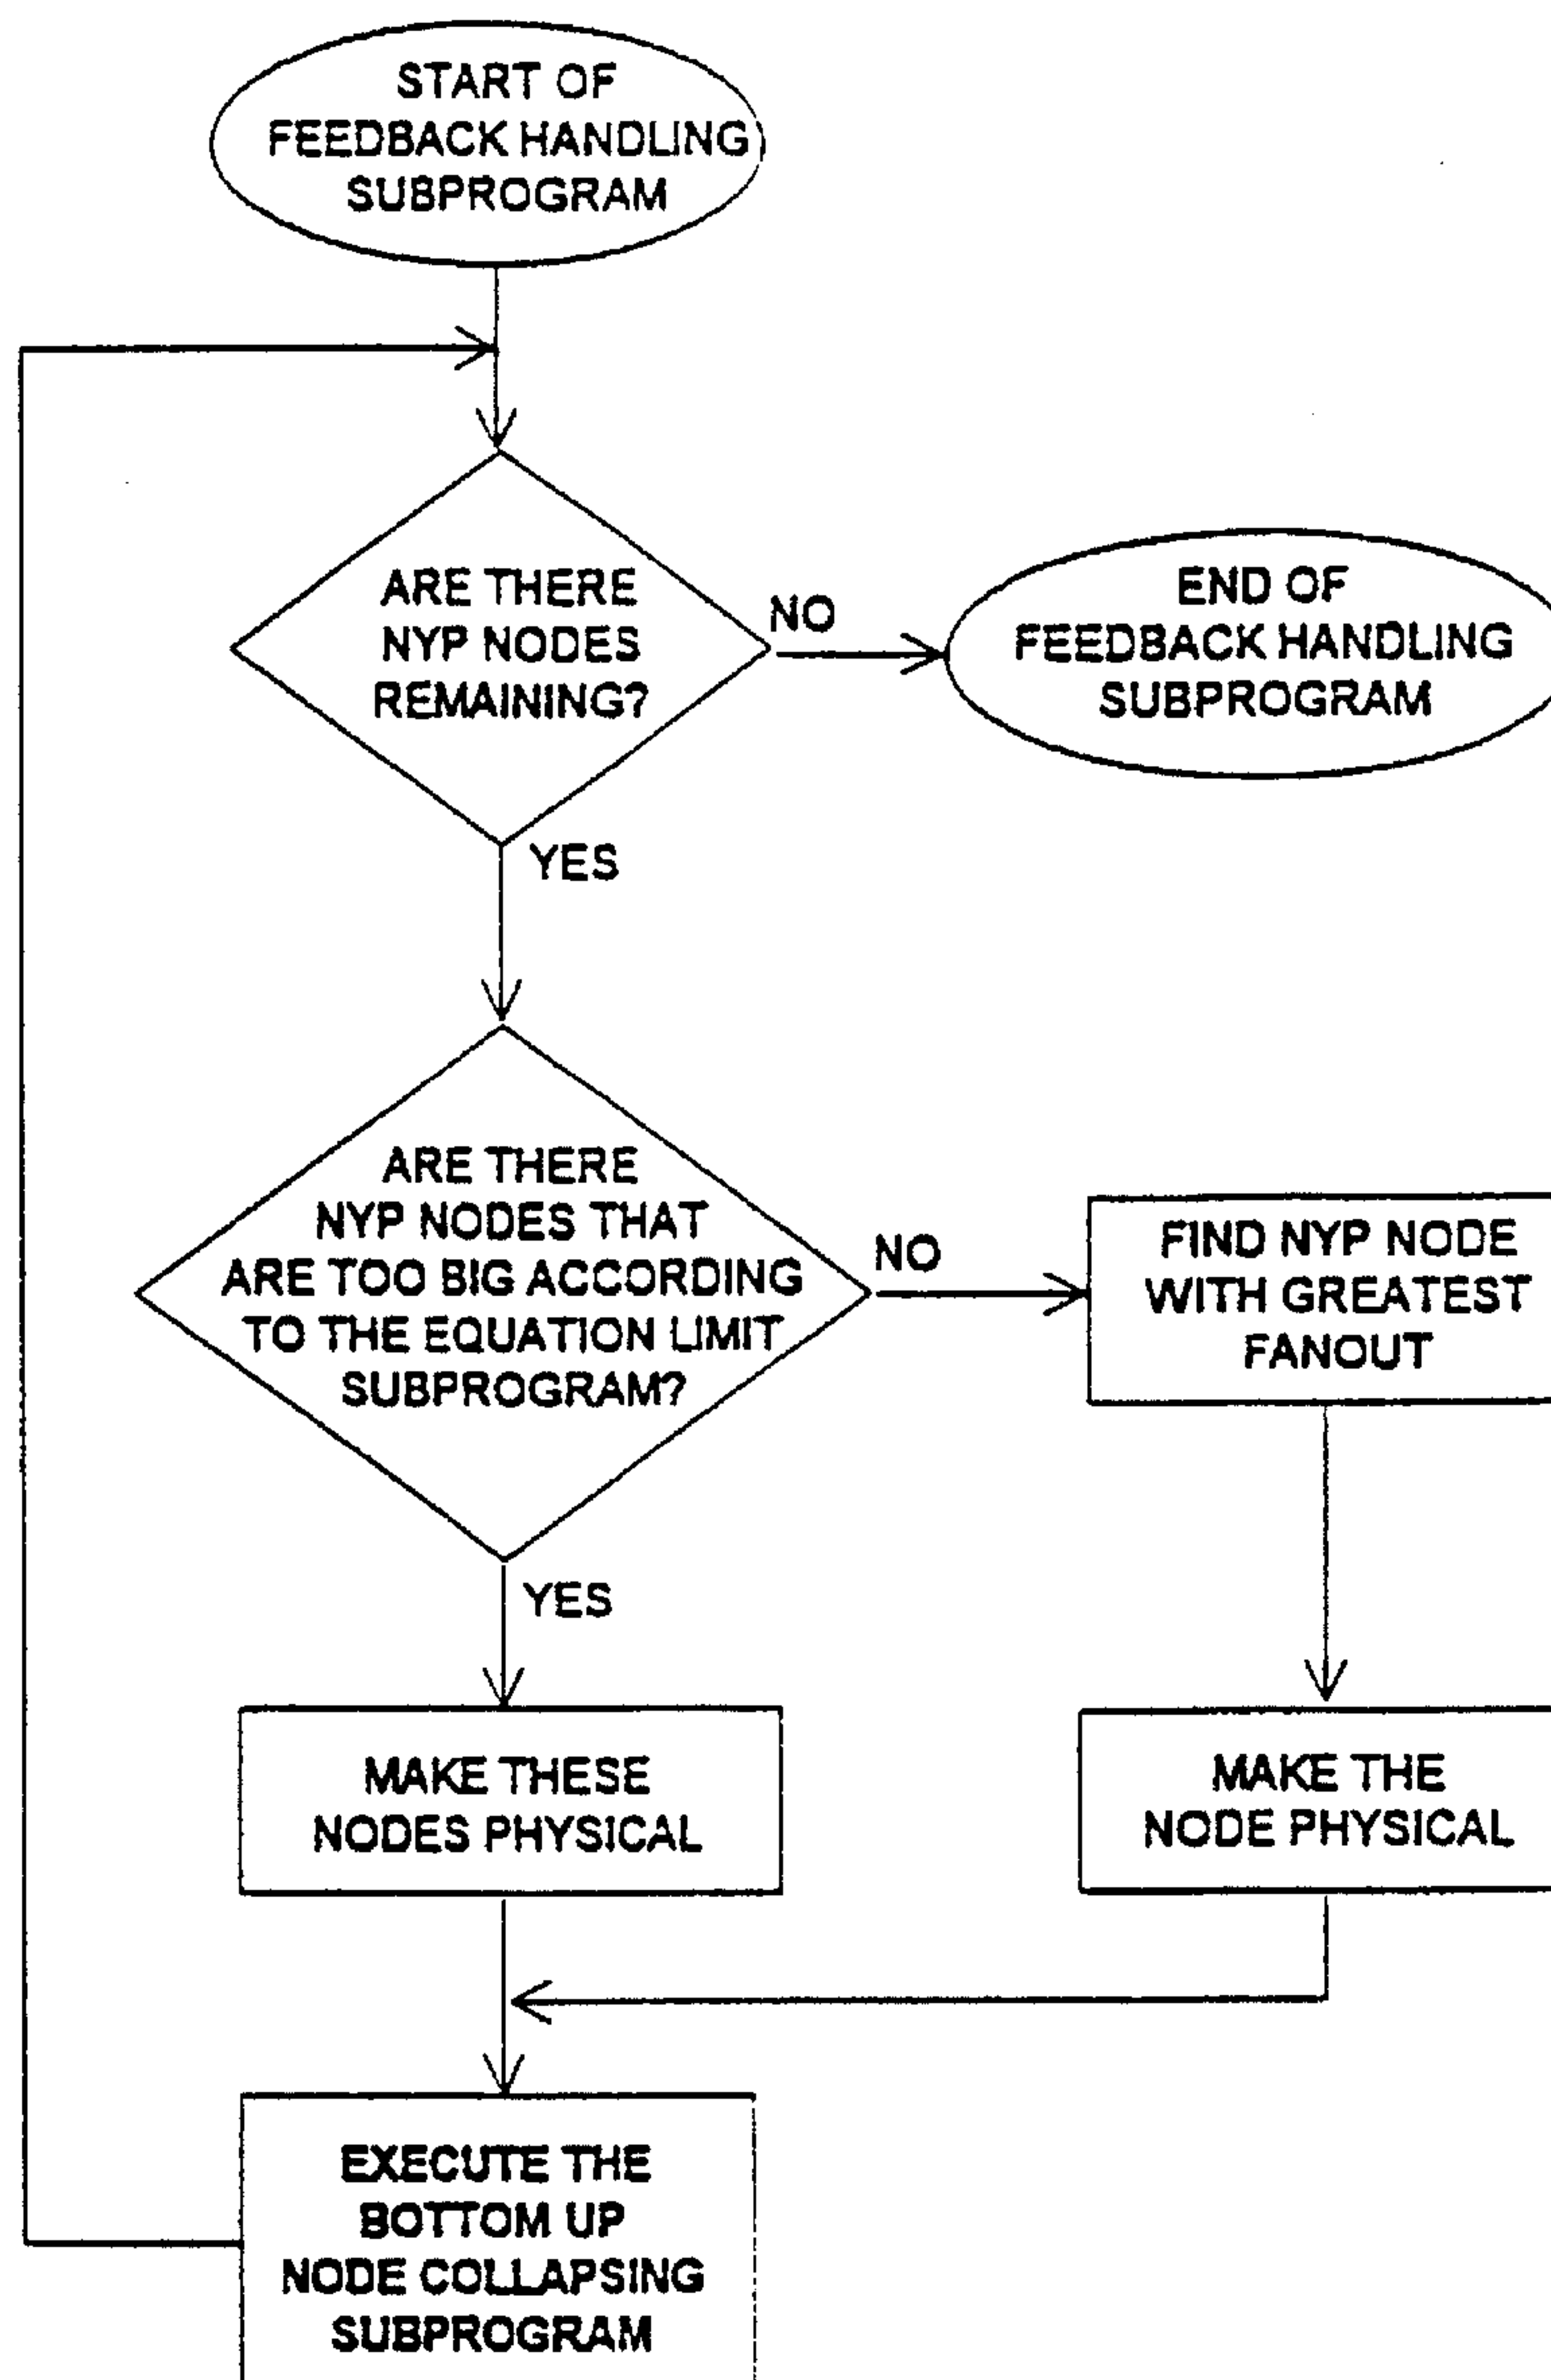 START OF
FEEDBACK HANDLING
SUBPROGRAM
ARE THERE
NYP NODES
REMAINING?
NO
END OF
FEEDBACK HANDLING
SUBPROGRAM
YES
ARE THERE
NYP NODES THAT
ARE TOO BIG ACCORDING
TO THE EQUATION LIMIT
SUBPROGRAM?
NO
FIND NYP NODE
WITH GREATEST
FANOUT
YES
MAKE THESE
NODES PHYSICAL
MAKE THE
NODE PHYSICAL
EXECUTE THE
BOTTOM UP
NODE COLLAPSING
SUBPROGRAM